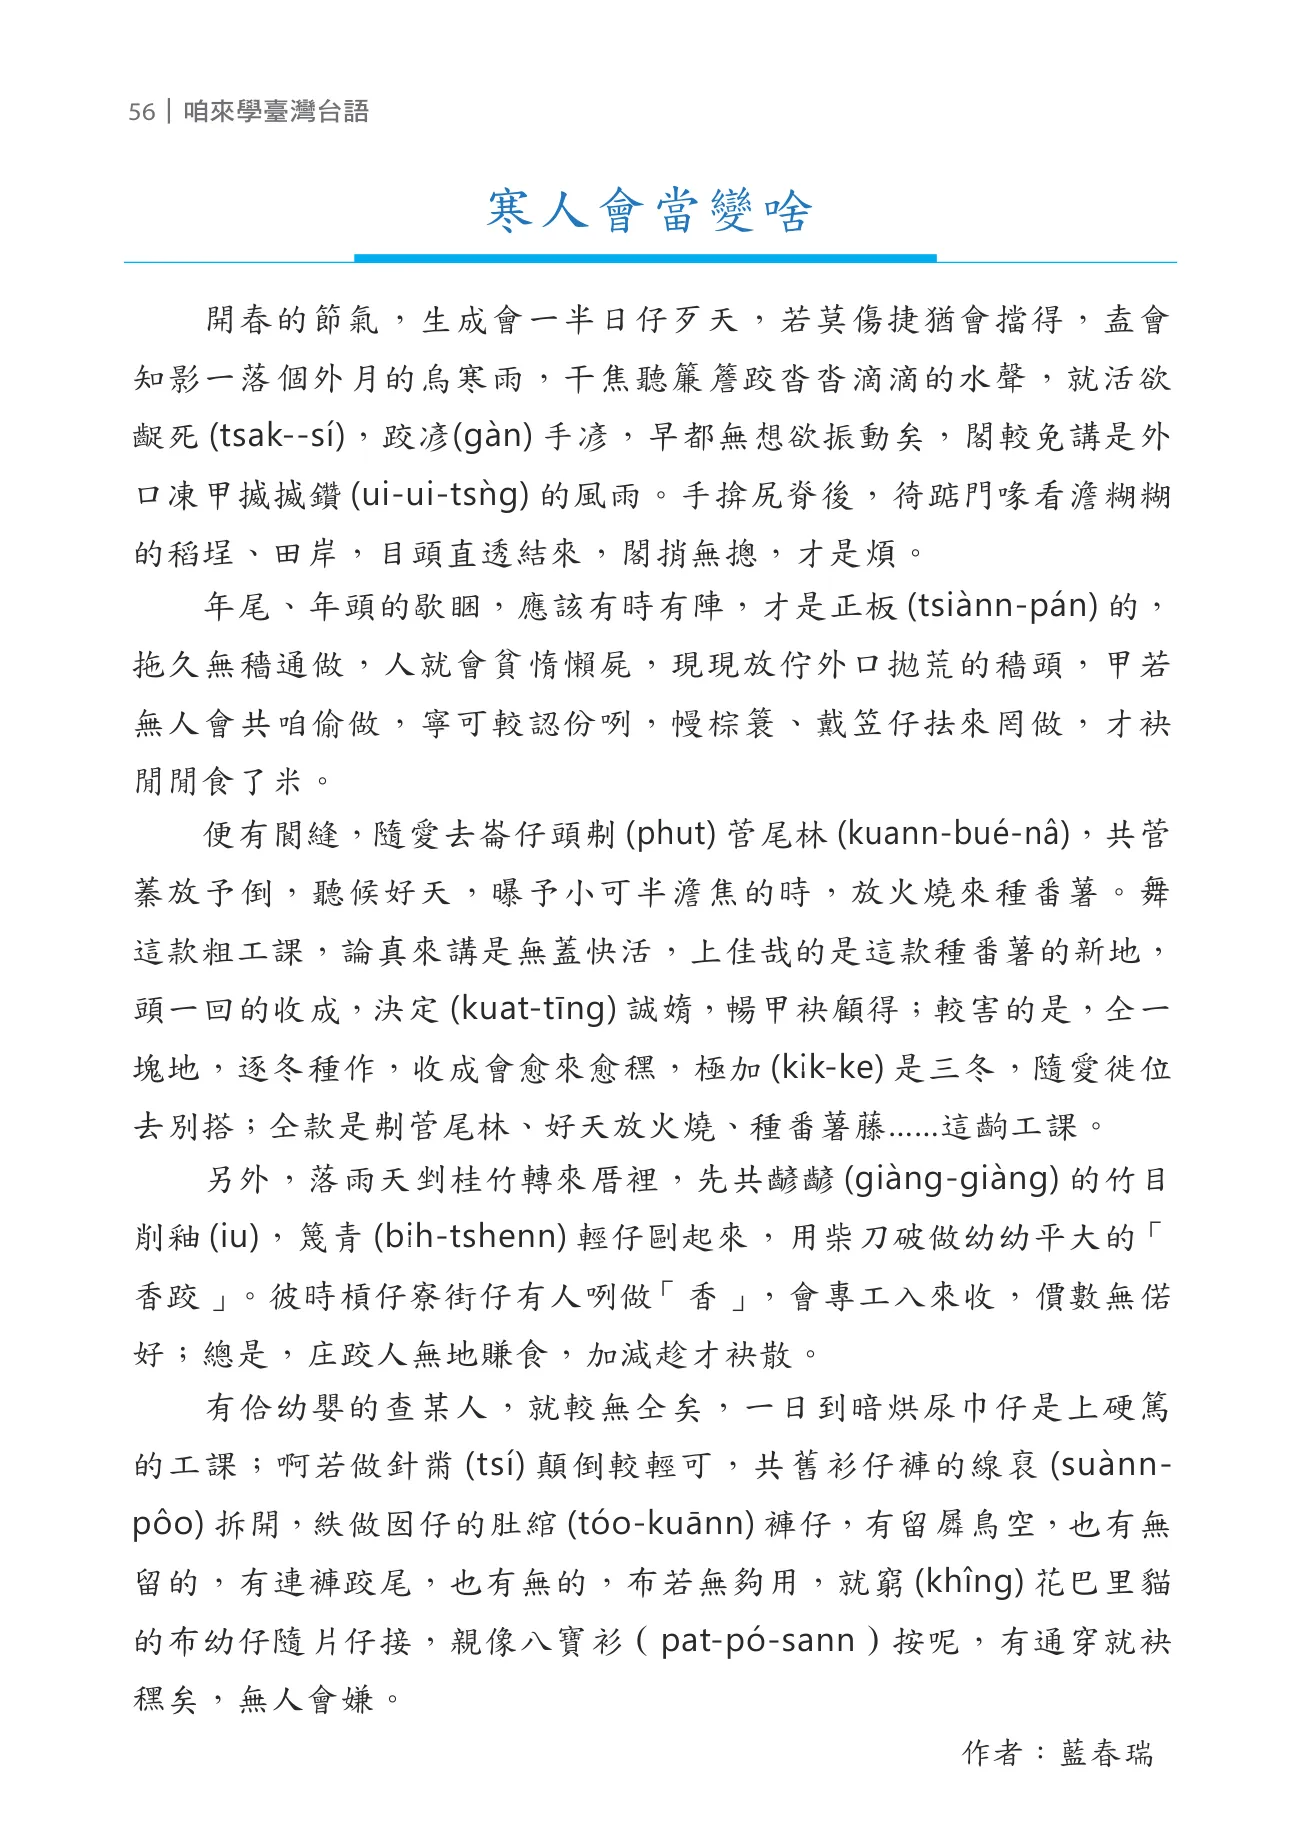 56｜咱來學臺灣台語
寒人會當變啥
開春的節氣，生成會一半日仔歹天，若莫傷捷猶會擋得，盍會
知影一落個外月的烏寒雨，干焦聽簾簷跤沓沓滴滴的水聲，就活欲
齪死 (tsak--sí)，跤凝(gàn) 手凝，早都無想欲振動矣，閣較免講是外
口凍甲搣搣鑽 (ui-ui-tsǹg) 的風雨。手揜尻脊後，徛踮門喙看澹糊糊
的稻埕、田岸，目頭直透結來，閣捎無摠，才是煩。
年尾、年頭的歇睏，應該有時有陣，才是正板 (tsiànn-pán) 的，
拖久無穡通做，人就會貧惰懶屍，現現放佇外口拋荒的穡頭，甲若
無人會共咱偷做，寧可較認份咧，幔棕簑、戴笠仔抾來罔做，才袂
閒閒食了米。
便有閬縫，隨愛去崙仔頭刜 (phut) 菅尾林 (kuann-bué-nâ)，共菅
蓁放予倒，聽候好天，曝予小可半澹焦的時，放火燒來種番薯。舞
這款粗工課，論真來講是無蓋快活，上佳哉的是這款種番薯的新地，
頭一回的收成，決定 (kuat-tīng) 誠媠，暢甲袂顧得；較害的是，仝一
塊地，逐冬種作，收成會愈來愈䆀，極加 (ki̍k-ke) 是三冬，隨愛徙位
去別搭；仝款是刜菅尾林、好天放火燒、種番薯藤……這齣工課。
另外，落雨天剉桂竹轉來厝裡，先共齴齴 (giàng-giàng) 的竹目
削釉 (iu)，篾青 (bi̍h-tshenn) 輕仔剾起來，用柴刀破做幼幼平大的「
香跤」。彼時槓仔寮街仔有人咧做「香」，會專工入來收，價數無偌
好；總是，庄跤人無地賺食，加減趁才袂散。
有佮幼嬰的查某人，就較無仝矣，一日到暗烘尿巾仔是上硬篤
的工課；啊若做針黹 (tsí) 顛倒較輕可，共舊衫仔褲的線裒 (suànn-
pôo) 拆開，紩做囡仔的肚綰 (tóo-kuānn) 褲仔，有留羼鳥空，也有無
留的，有連褲跤尾，也有無的，布若無夠用，就窮 (khîng) 花巴里貓
的布幼仔隨片仔接，親像八寶衫（pat-pó-sann）按呢，有通穿就袂
䆀矣，無人會嫌。
作者：藍春瑞